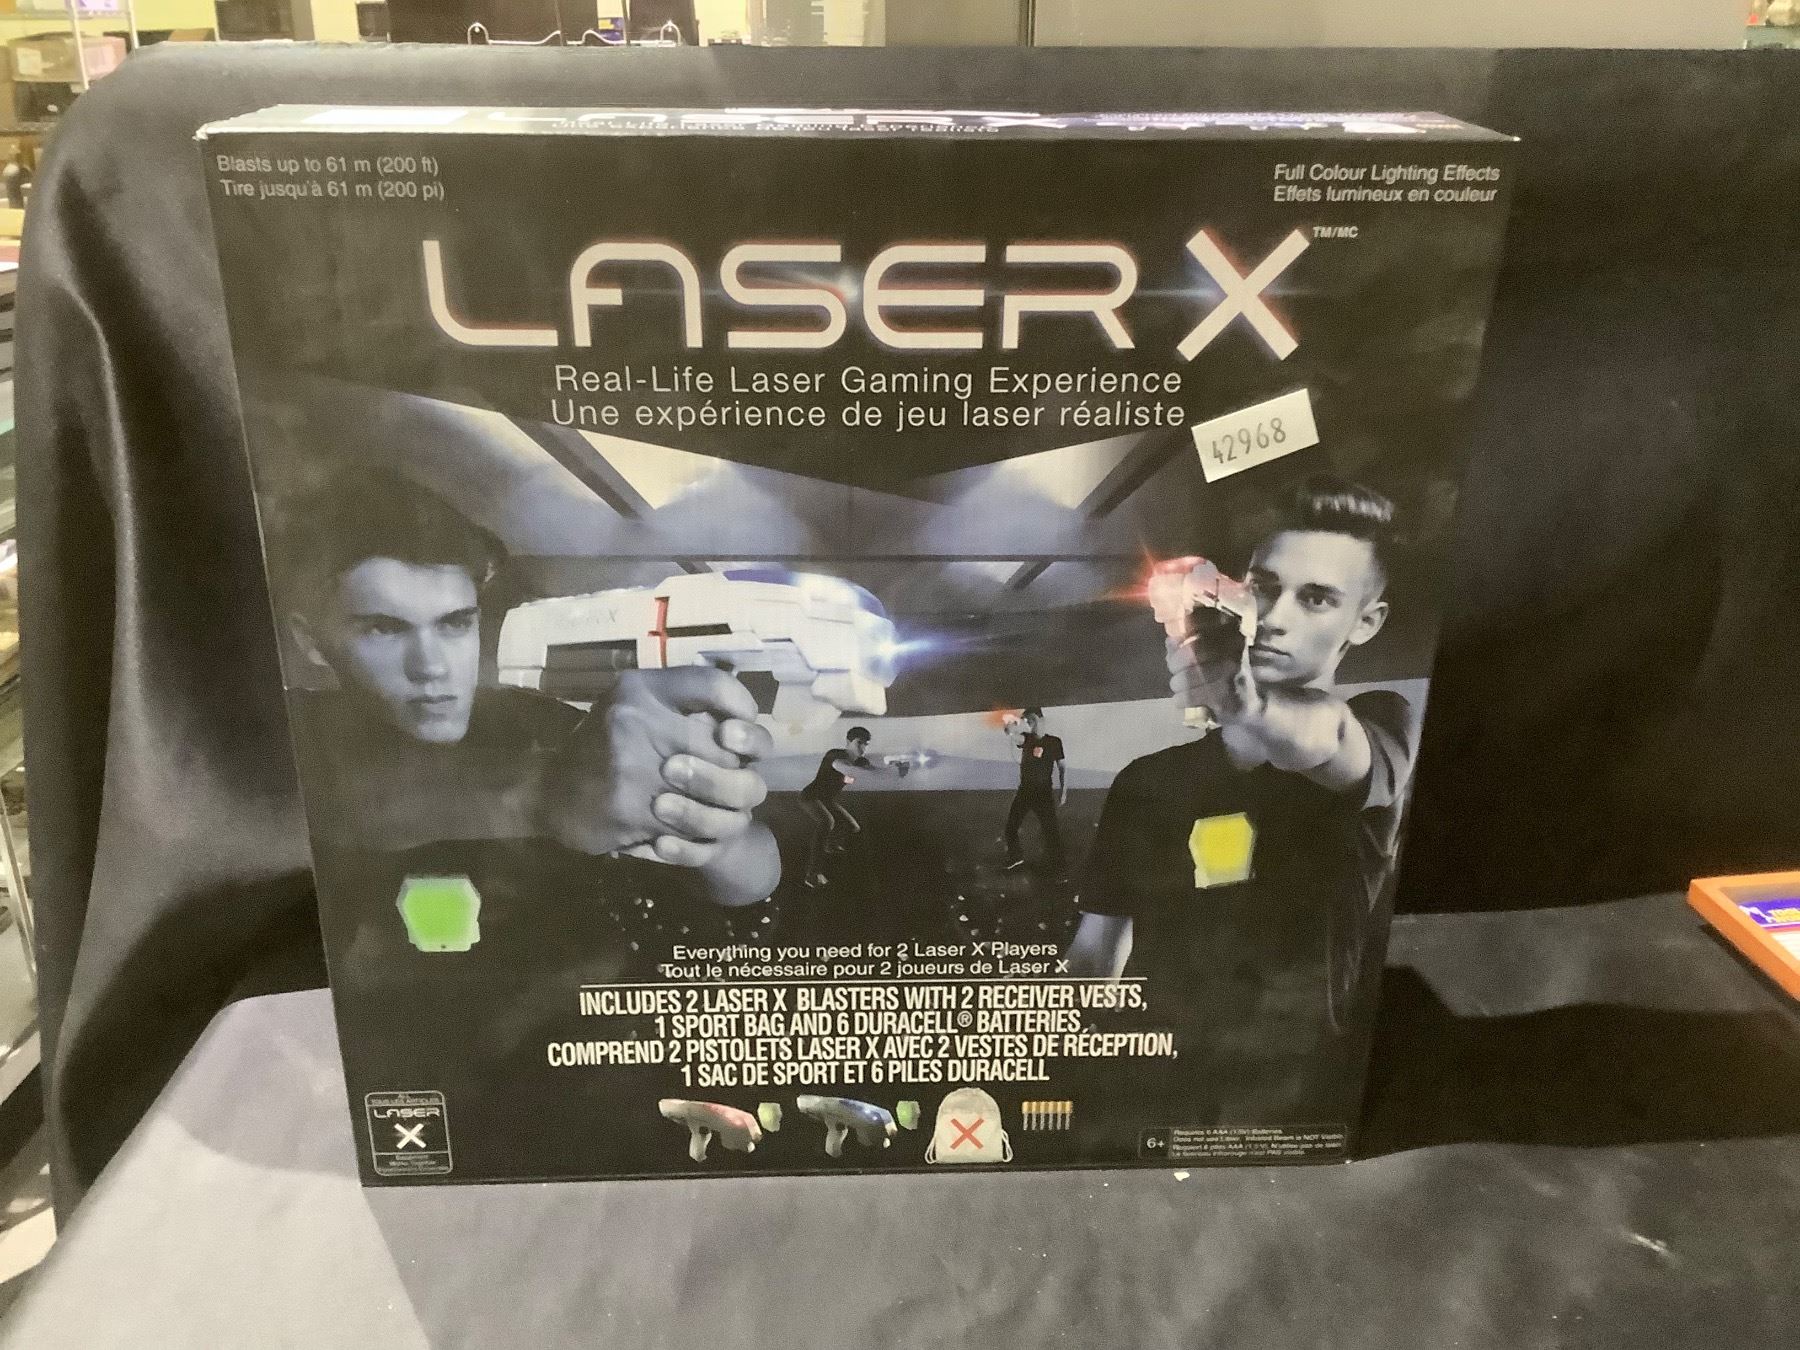 Blasts up to 61 m (200 ft)
Tire jusqu'à 61 m (200 pi)
Full Colour Lighting Effects
Effets lumineux en couleur
LASER X TM/MC
Real-Life Laser Gaming Experience
Une expérience de jeu laser réaliste
42968
Everything you need for 2 Laser X Players
Tout le nécessaire pour 2 joueurs de Laser X
INCLUDES 2 LASER X BLASTERS WITH 2 RECEIVER VESTS,
1 SPORT BAG AND 6 DURACELL® BATTERIES.
COMPREND 2 PISTOLETS LASER X AVEC 2 VESTES DE RÉCEPTION,
1 SAC DE SPORT ET 6 PILES DURACELL
LASER
X
6+